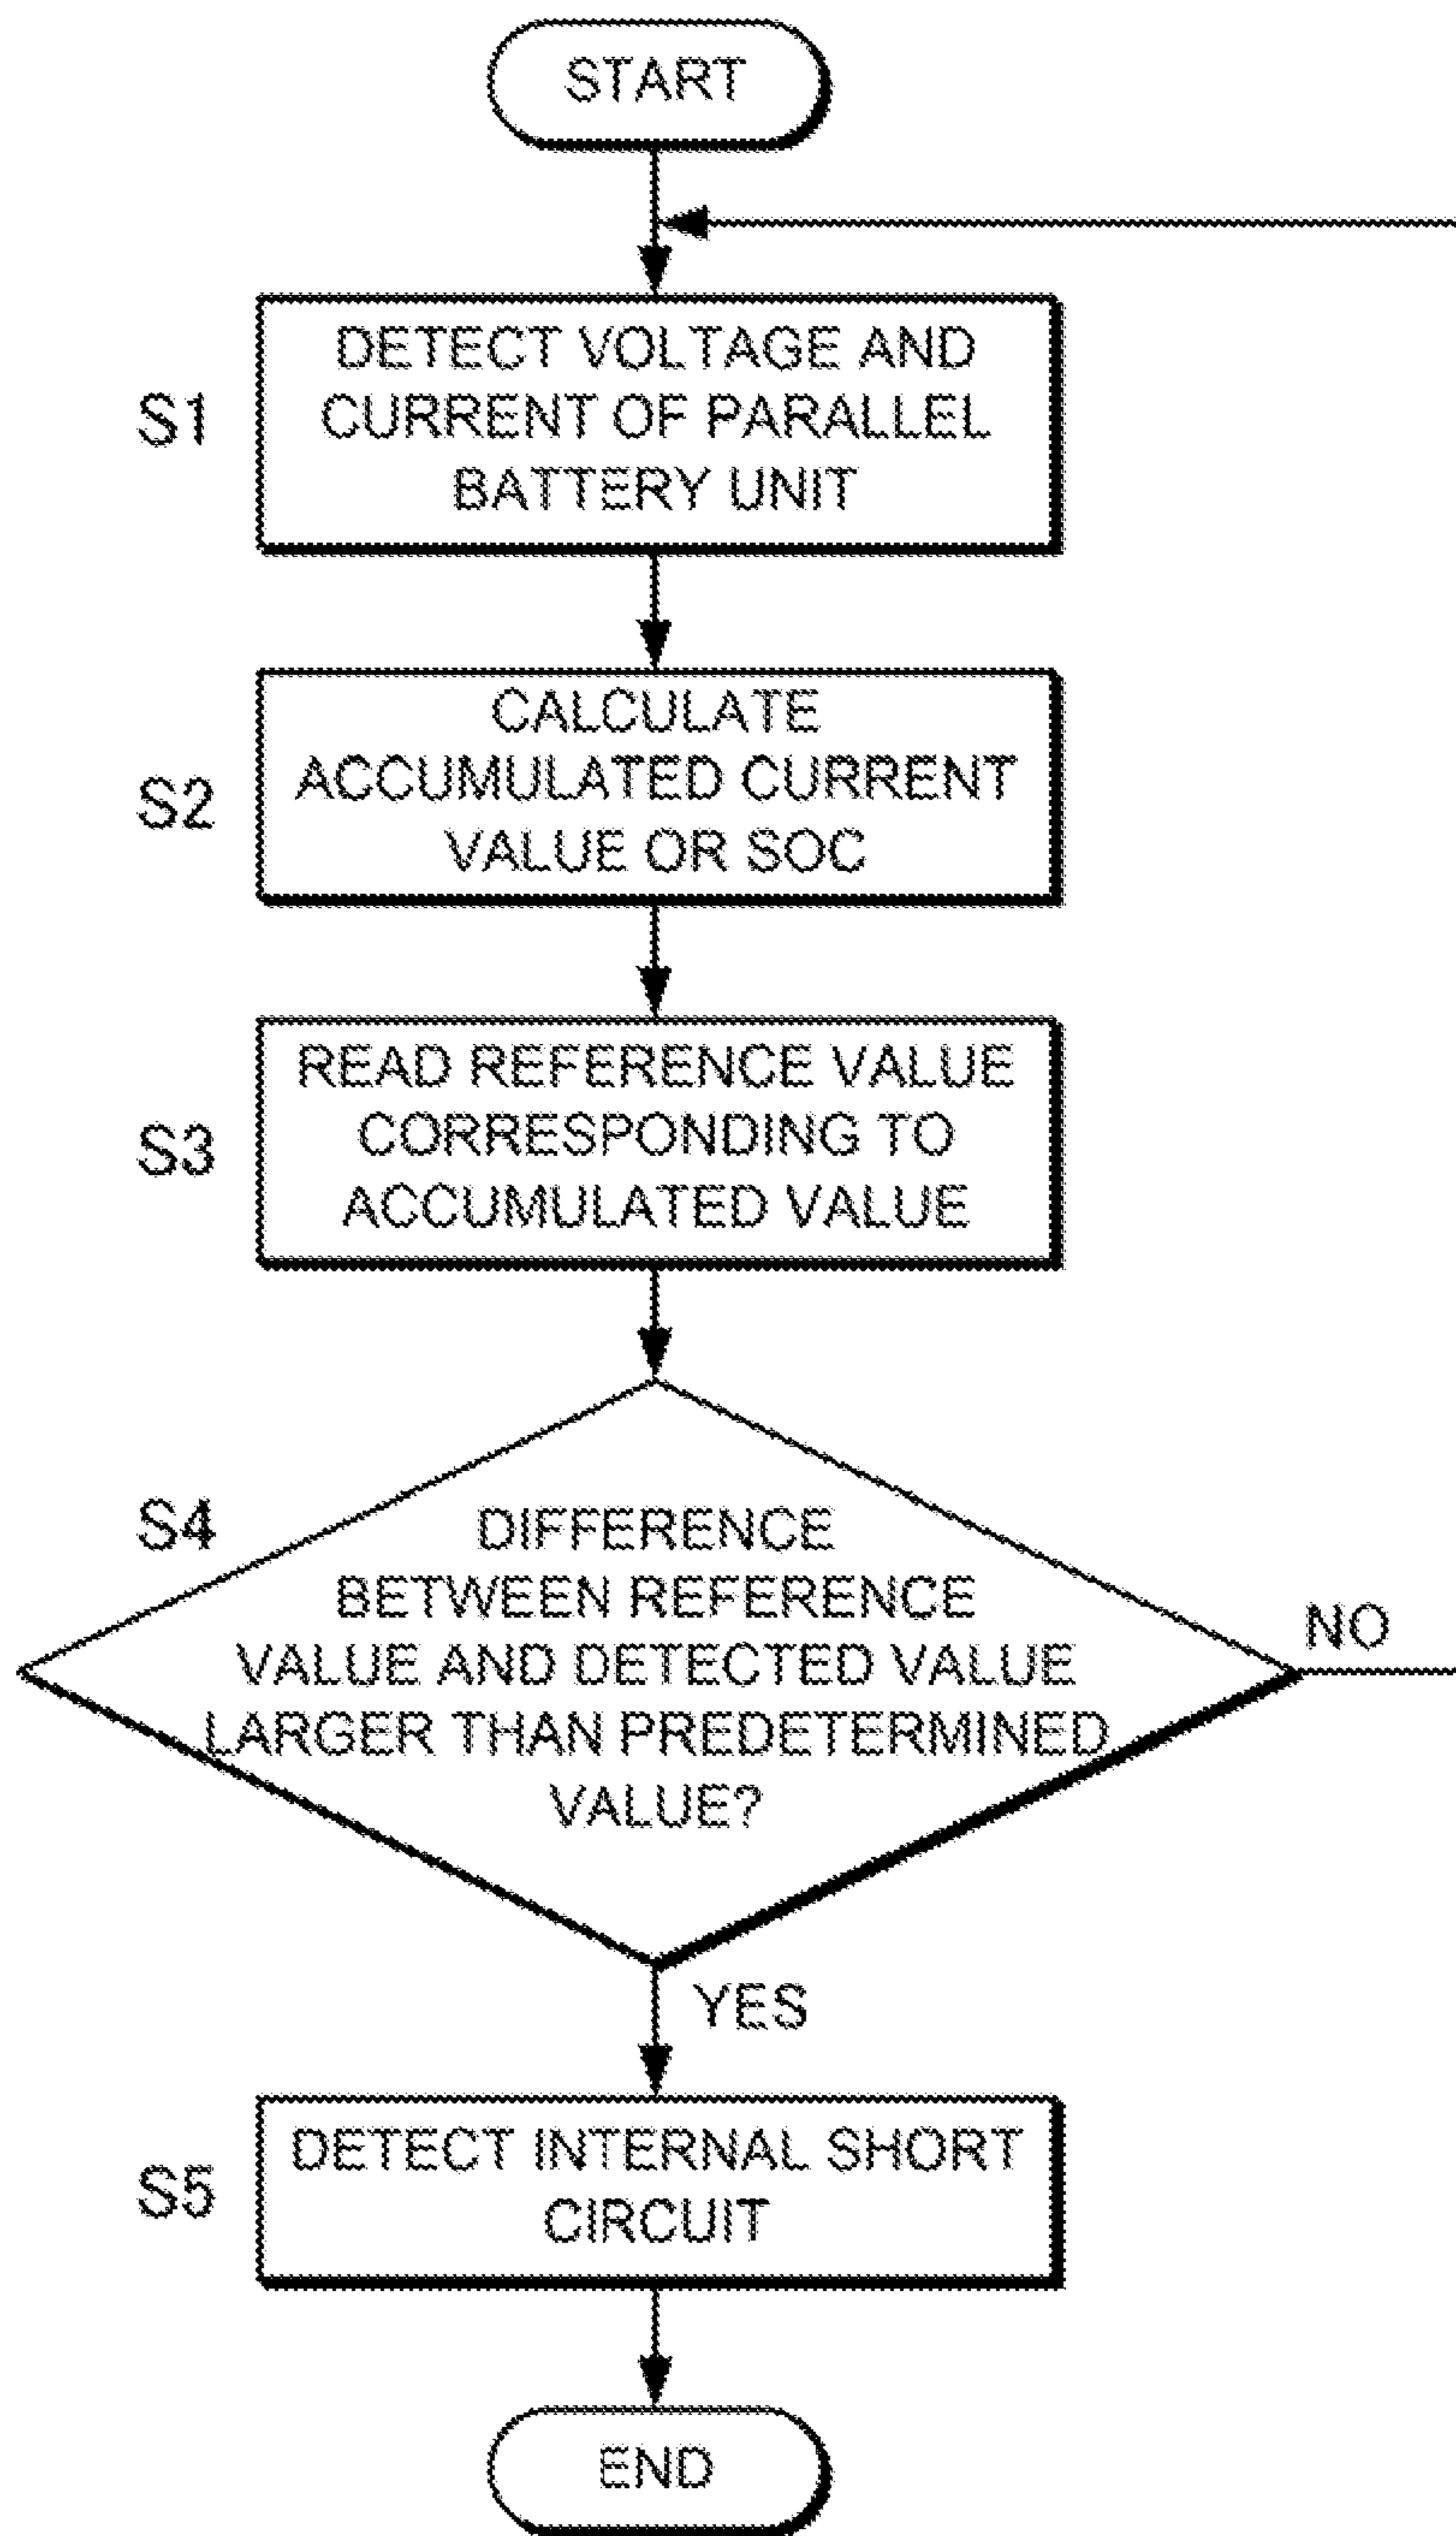 START
S1
DETECT VOLTAGE AND
CURRENT OF PARALLEL
BATTERY UNIT
S2
CALCULATE
ACCUMULATED CURRENT
VALUE OR SOC
S3
READ REFERENCE VALUE
CORRESPONDING TO
ACCUMULATED VALUE
S4
DIFFERENCE
BETWEEN REFERENCE
VALUE AND DETECTED VALUE
LARGER THAN PREDETERMINED
VALUE?
NO
YES
S5
DETECT INTERNAL SHORT
CIRCUIT
END